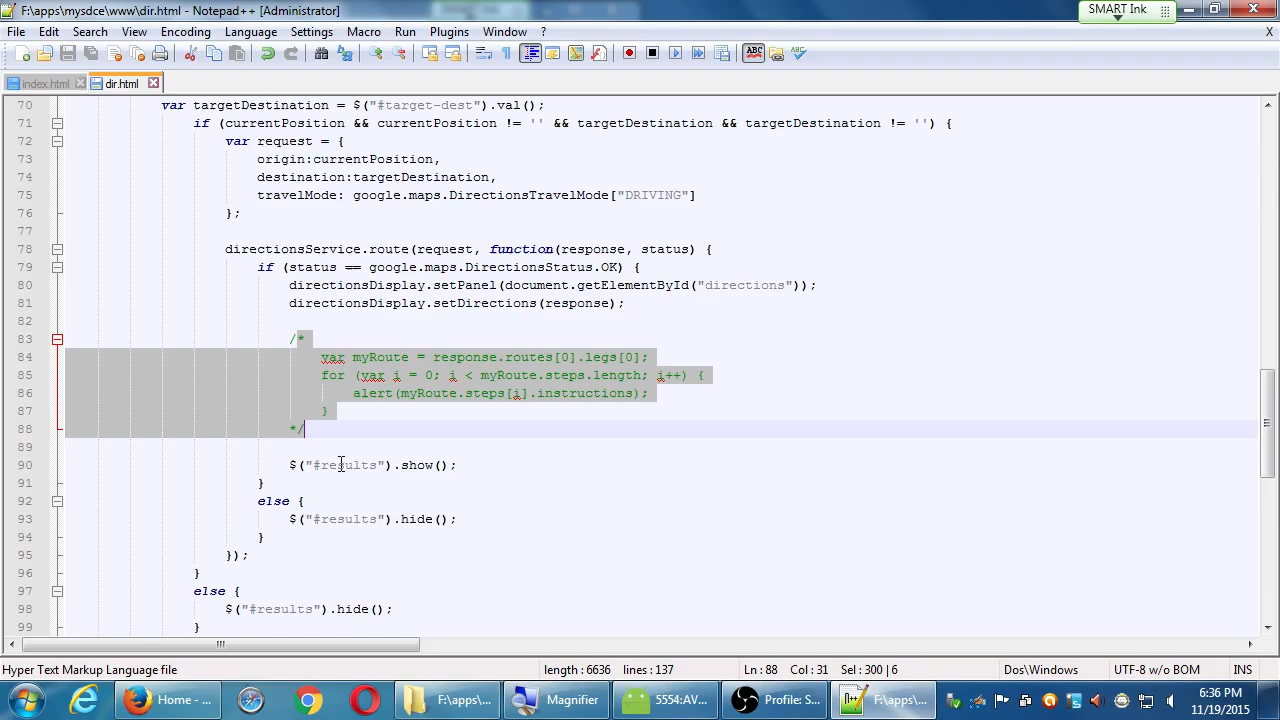 F:\apps\mysdce\www\dir.html - Notepad++ [Administrator]
SMART Ink
File Edit Search View Encoding Language Settings Macro Run Plugins Window ?
X
index.html dir.html
70 var targetDestination = $("#target-dest").val();
71 if (currentPosition && currentPosition != '' && targetDestination && targetDestination != '') {
72 var request = {
73 origin:currentPosition,
74 destination:targetDestination,
75 travelMode: google.maps.DirectionsTravelMode["DRIVING"]
76 };
77
78 directionsService.route(request, function(response, status) {
79 if (status == google.maps.DirectionsStatus.OK) {
80 directionsDisplay.setPanel(document.getElementById("directions"));
81 directionsDisplay.setDirections(response);
82
83 /*
84 var myRoute = response.routes[0].legs[0];
85 for (var i = 0; i < myRoute.steps.length; i++) {
86 alert(myRoute.steps[i].instructions);
87 }
88 */
89
90 $("#results").show();
91 }
92 else {
93 $("#results").hide();
94 }
95 });
96 }
97 else {
98 $("#results").hide();
99 }
Hyper Text Markup Language file length : 6636 lines : 137 Ln : 88 Col : 31 Sel : 300 | 6 Dos\Windows UTF-8 w/o BOM INS
Home - ... F:\apps\... Magnifier 5554:AV... Profile: S... F:\apps\... 6:36 PM
11/19/2015